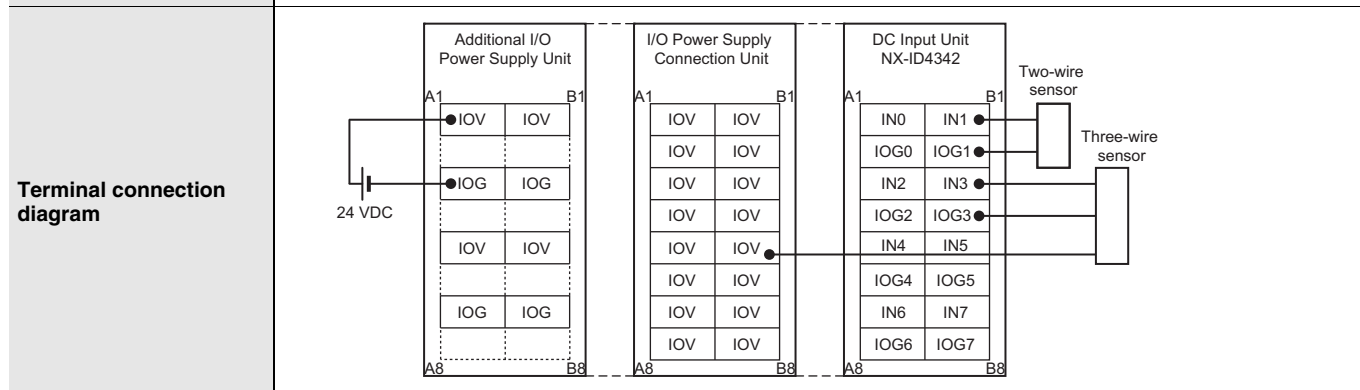 Terminal connection
diagram
Additional I/O
Power Supply Unit
A1 B1
IOV IOV
IOG IOG
IOV IOV
IOG IOG
A8 B8
24 VDC
I/O Power Supply
Connection Unit
A1 B1
IOV IOV
IOV IOV
IOV IOV
IOV IOV
IOV IOV
IOV IOV
IOV IOV
IOV IOV
A8 B8
DC Input Unit
NX-ID4342
A1 B1
IN0 IN1
IOG0 IOG1
IN2 IN3
IOG2 IOG3
IN4 IN5
IOG4 IOG5
IN6 IN7
IOG6 IOG7
A8 B8
Two-wire
sensor
Three-wire
sensor